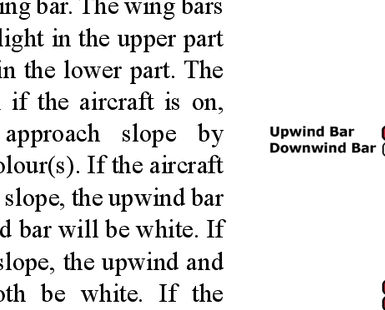 ing bar. The wing bars
light in the upper part
in the lower part. The
if the aircraft is on,
approach slope by
olour(s). If the aircraft
slope, the upwind bar
d bar will be white. If
slope, the upwind and
oth be white. If the
Upwind Bar
Downwind Bar